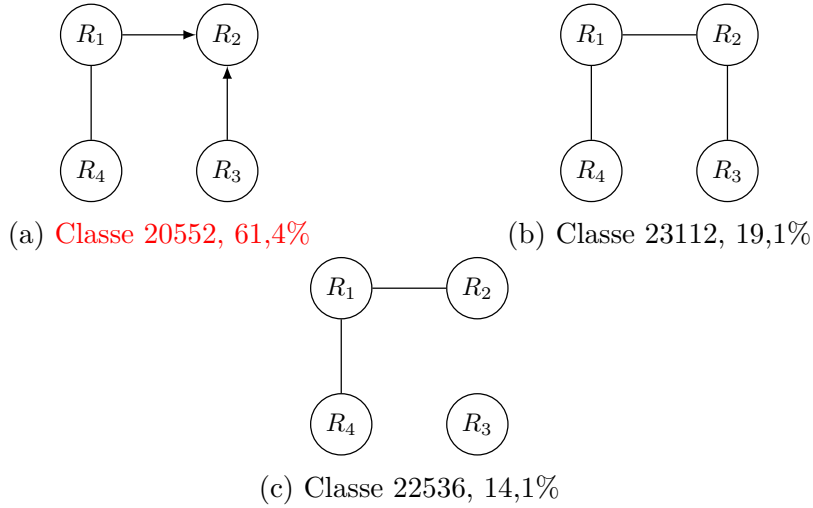 R₁ R₂ R₁ R₂
R₄ R₃ R₄ R₃
(a) Classe 20552, 61,4% (b) Classe 23112, 19,1%
R₁ R₂
R₄ R₃
(c) Classe 22536, 14,1%